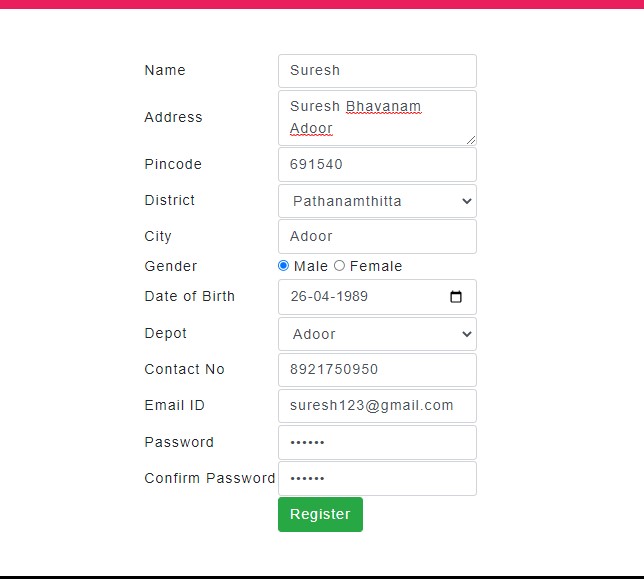 Name Suresh
Address Suresh Bhavanam
Adoor
Pincode 691540
District Pathanamthitta
City Adoor
Gender Male Female
Date of Birth 26-04-1989
Depot Adoor
Contact No 8921750950
Email ID suresh123@gmail.com
Password ••••••
Confirm Password ••••••
Register